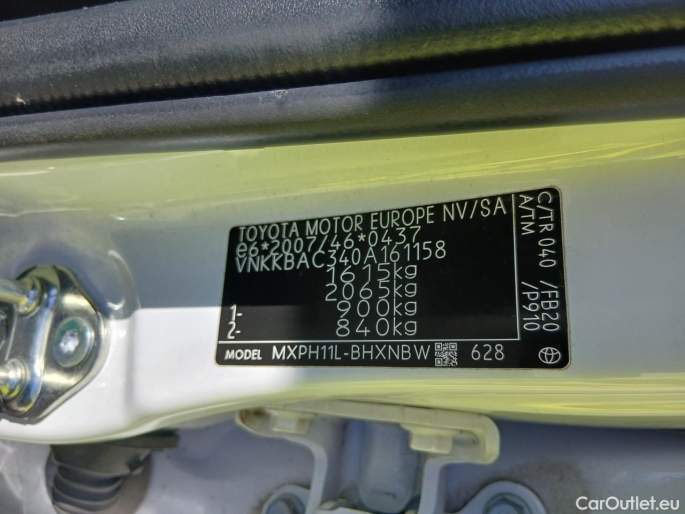 TOYOTA MOTOR EUROPE NV/SA
e6*2007/46*0437
VNKKBAC340A161158
1615kg
2065kg
1- 900kg
2- 840kg
MODEL MXPH11L-BHXNBW 628
C/TR 040 /FB20
A/TM /P910
CarOutlet.eu